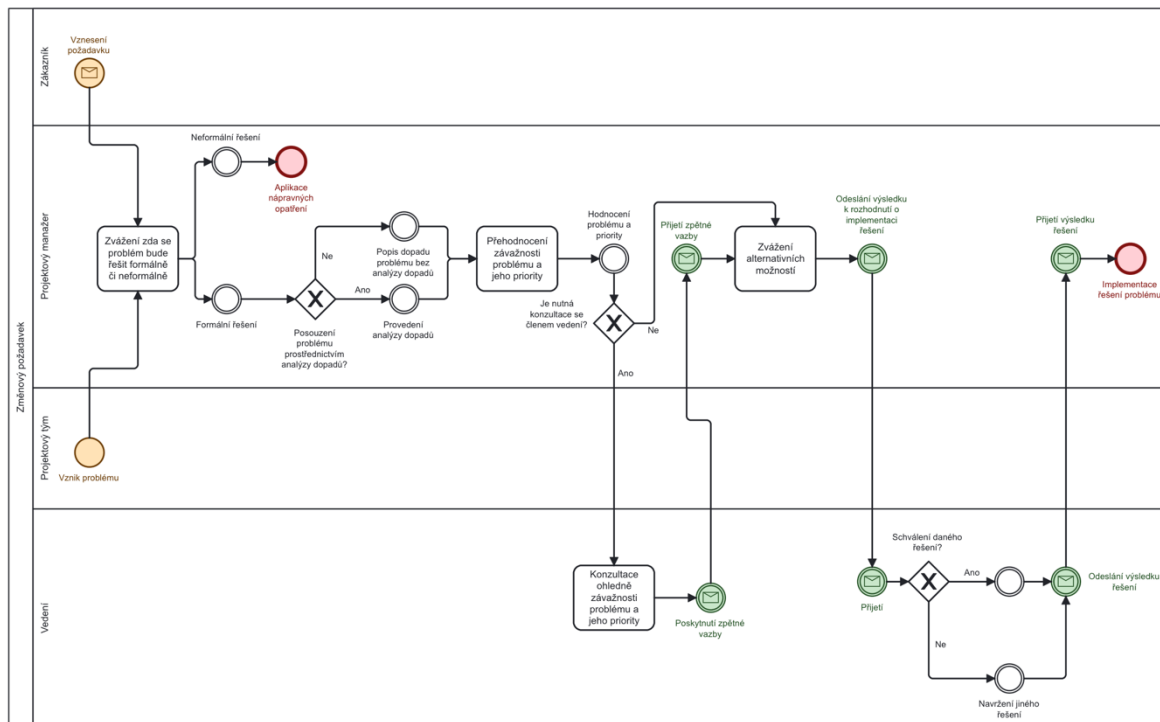 Změnový požadavek
Zákazník
Vznesení
požadavku
Projektový manažer
Neformální řešení
Aplikace
nápravných
opatření
Zvážení zda se
problém bude
řešit formálně
či neformálně
Formální řešení
Ne
Ano
Posouzení
problému
prostřednictvím
analýzy dopadů?
Popis dopadu
problému bez
analýzy dopadů
Provedení
analýzy dopadů
Přehodnocení
závažnosti
problému a
jeho priority
Hodnocení
problému a
priority
Je nutná
konzultace se
členem vedení?
Ne
Ano
Přijetí zpětné
vazby
Zvážení
alternativních
možností
Odeslání výsledku
k rozhodnutí o
implementaci
řešení
Přijetí výsledku
řešení
Implementace
řešení problému
Projektový tým
Vznik problému
Vedení
Konzultace
ohledně
závažnosti
problému a
jeho priority
Poskytnutí zpětné
vazby
Přijetí
Schválení daného
řešení?
Ano
Ne
Odeslání výsledku
řešení
Navržení jiného
řešení